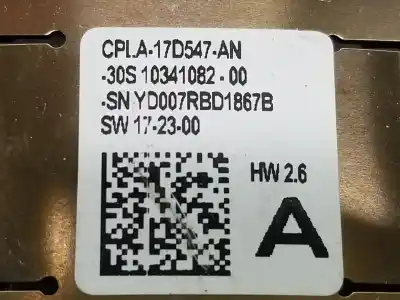 CPLA-17D547-AN
-30S 10341082-00
-SN YD007RBD1867B
SW 17-23-00
HW 2.6
A